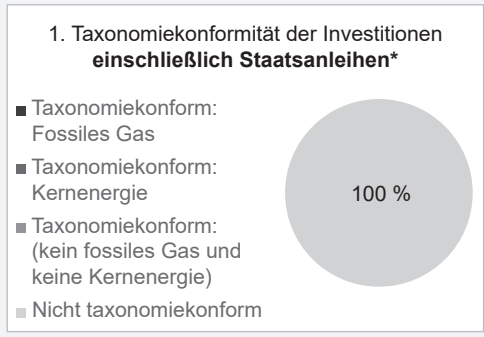 1. Taxonomiekonformität der Investitionen
einschließlich Staatsanleihen*
Taxonomiekonform:
Fossiles Gas
Taxonomiekonform:
Kernenergie
Taxonomiekonform:
(kein fossiles Gas und
keine Kernenergie)
Nicht taxonomiekonform
100 %